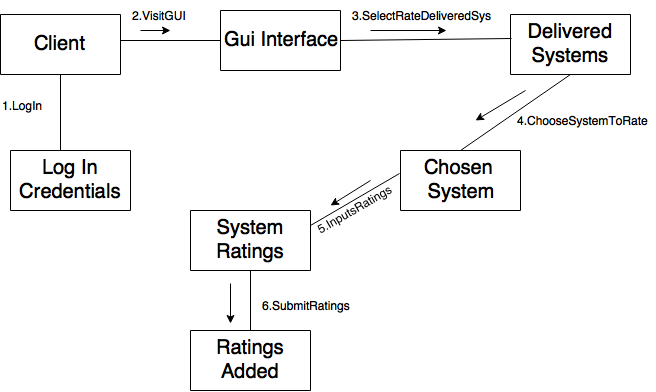 2.VisitGUI
3.SelectRateDeliveredSys
Client
Gui Interface
Delivered
Systems
1.LogIn
4.ChooseSystemToRate
Log In
Credentials
Chosen
System
5.InputsRatings
System
Ratings
6.SubmitRatings
Ratings
Added